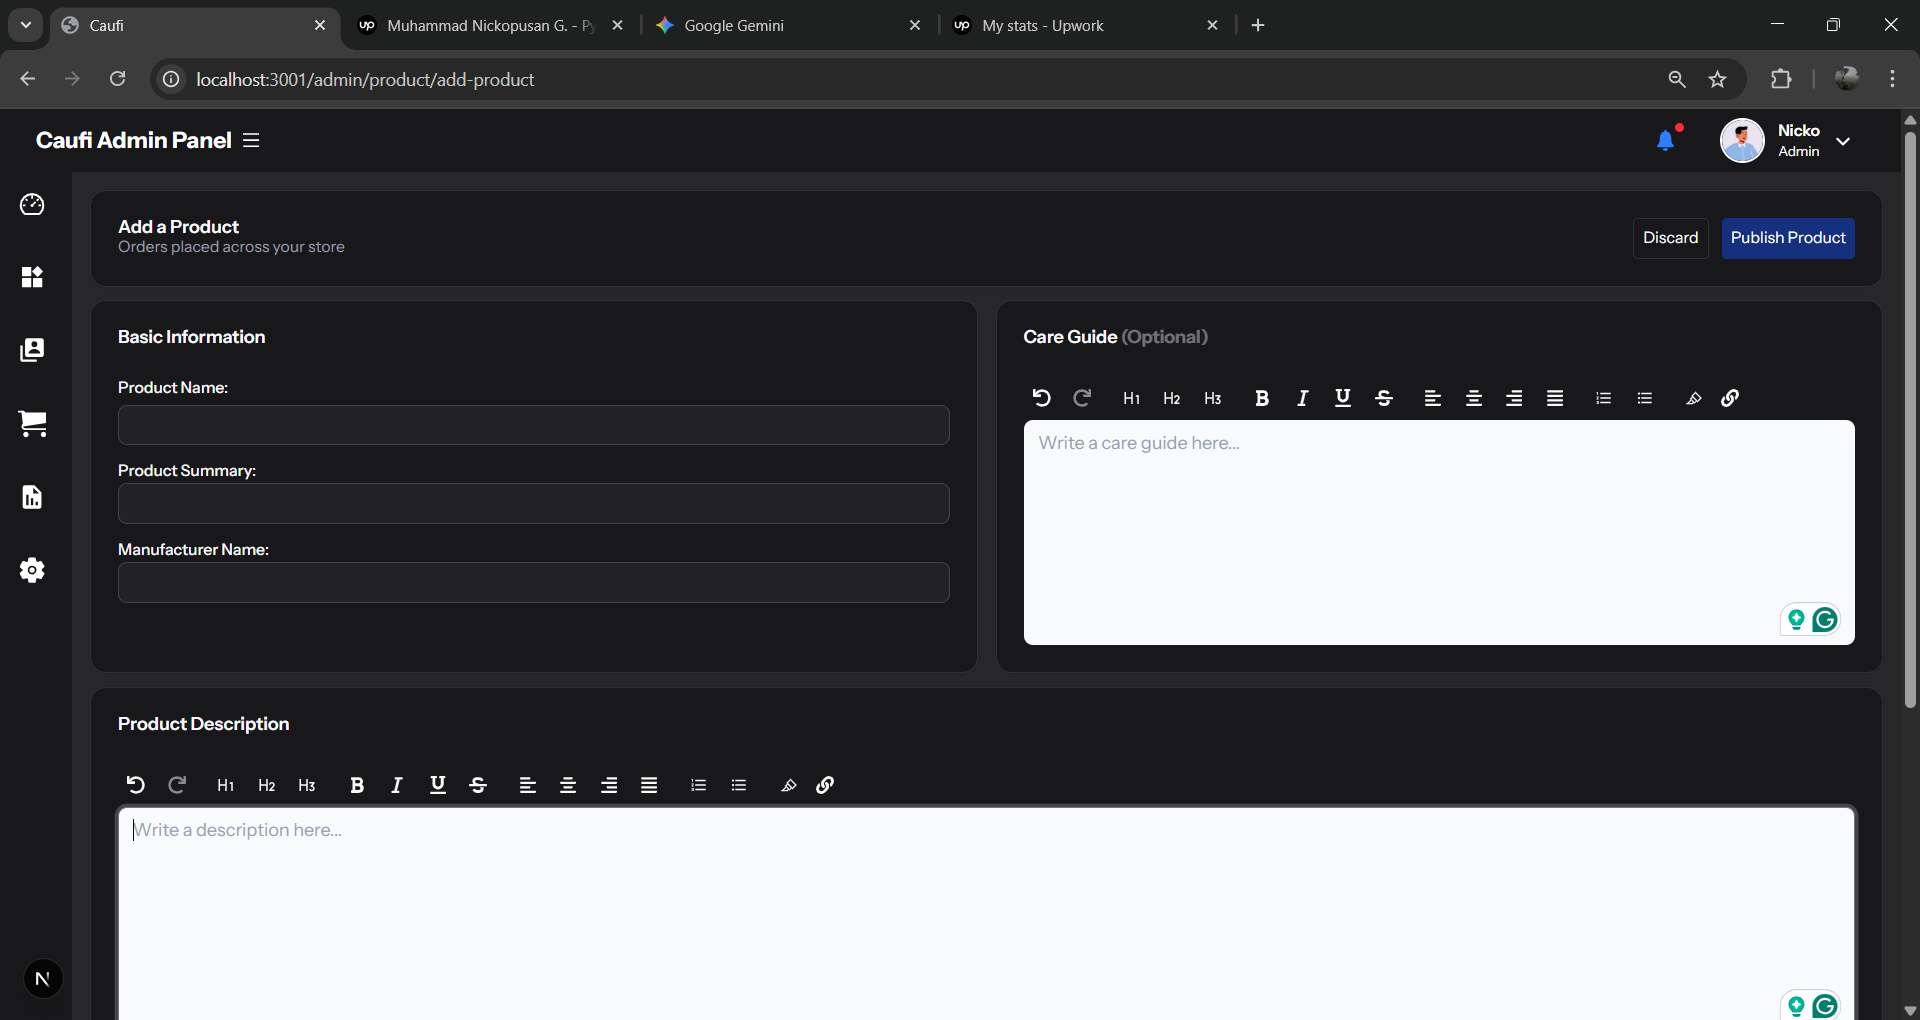 Caufi
Muhammad Nickopusan G. - Py
Google Gemini
My stats - Upwork
localhost:3001/admin/product/add-product
Caufi Admin Panel
Nicko
Admin
Add a Product
Orders placed across your store
Discard
Publish Product
Basic Information
Product Name:
Product Summary:
Manufacturer Name:
Care Guide (Optional)
H1 H2 H3 B I U S
Write a care guide here...
Product Description
H1 H2 H3 B I U S
Write a description here...
N